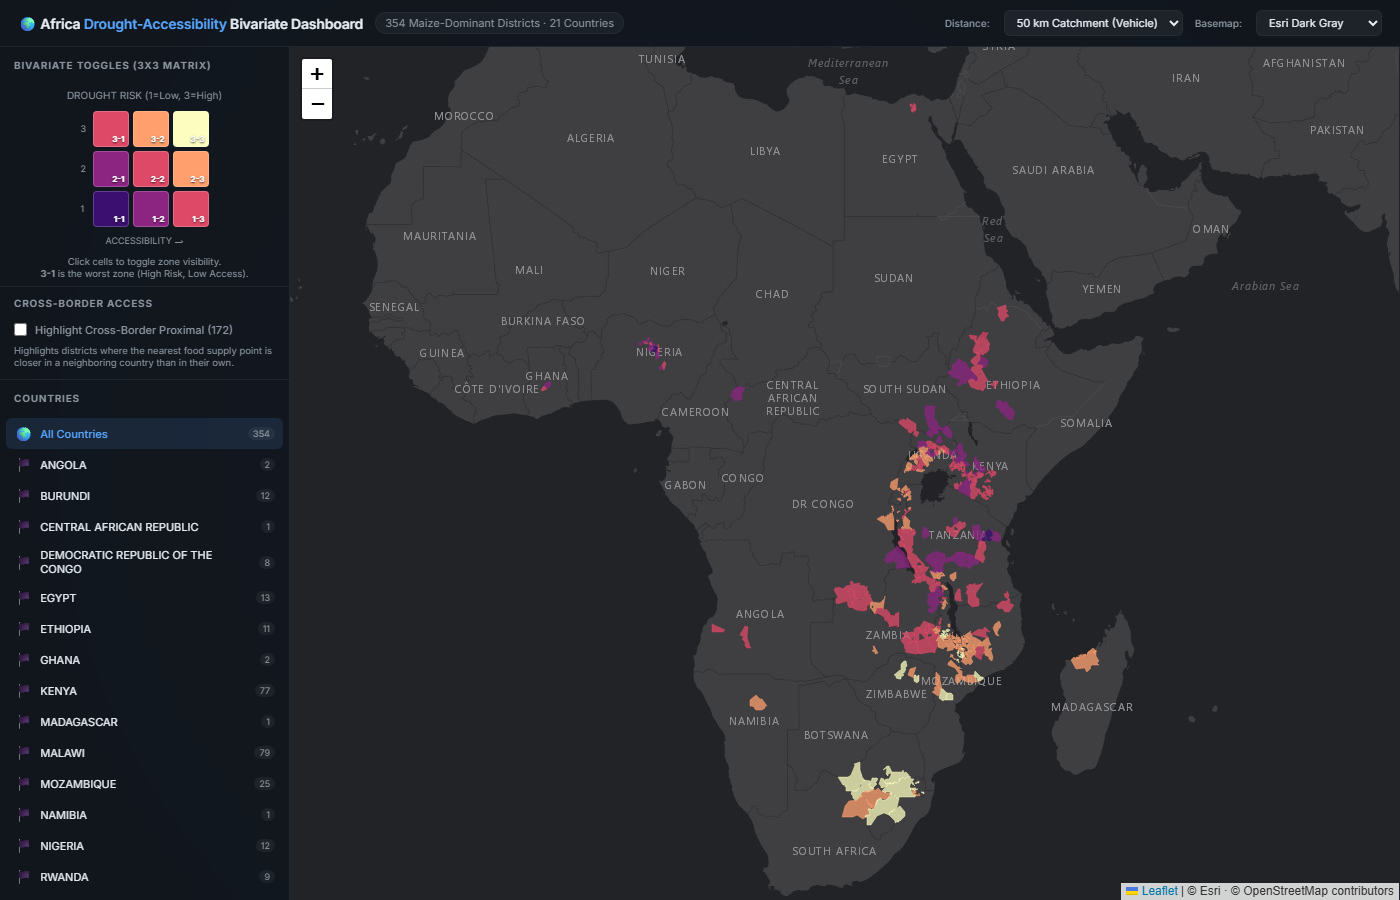 Africa Drought-Accessibility Bivariate Dashboard
354 Maize-Dominant Districts · 21 Countries
Distance:
50 km Catchment (Vehicle)
Basemap:
Esri Dark Gray
BIVARIATE TOGGLES (3X3 MATRIX)
DROUGHT RISK (1=Low, 3=High)
3
3-1
3-2
3-3
2
2-1
2-2
2-3
1
1-1
1-2
1-3
ACCESSIBILITY
Click cells to toggle zone visibility.
3-1 is the worst zone (High Risk, Low Access).
CROSS-BORDER ACCESS
Highlight Cross-Border Proximal (172)
Highlights districts where the nearest food supply point is
closer in a neighboring country than in their own.
COUNTRIES
All Countries 354
ANGOLA 2
BURUNDI 12
CENTRAL AFRICAN REPUBLIC 1
DEMOCRATIC REPUBLIC OF THE
CONGO 8
EGYPT 13
ETHIOPIA 11
GHANA 2
KENYA 77
MADAGASCAR 1
MALAWI 79
MOZAMBIQUE 25
NAMIBIA 1
NIGERIA 12
RWANDA 9
+
−
SYRIA
TUNISIA
Mediterranean
Sea
AFGHANISTAN
IRAN
MOROCCO
PAKISTAN
ALGERIA
LIBYA
EGYPT
SAUDI ARABIA
Red
Sea
OMAN
MAURITANIA
MALI
NIGER
SUDAN
CHAD
YEMEN
Arabian Sea
SENEGAL
BURKINA FASO
GUINEA
NIGERIA
GHANA
CÔTE D'IVOIRE
CENTRAL
AFRICAN
REPUBLIC
SOUTH SUDAN
ETHIOPIA
CAMEROON
SOMALIA
UGANDA
KENYA
GABON
CONGO
DR CONGO
TANZANIA
ANGOLA
ZAMBIA
MOZAMBIQUE
ZIMBABWE
MADAGASCAR
NAMIBIA
BOTSWANA
SOUTH AFRICA
Leaflet | © Esri · © OpenStreetMap contributors